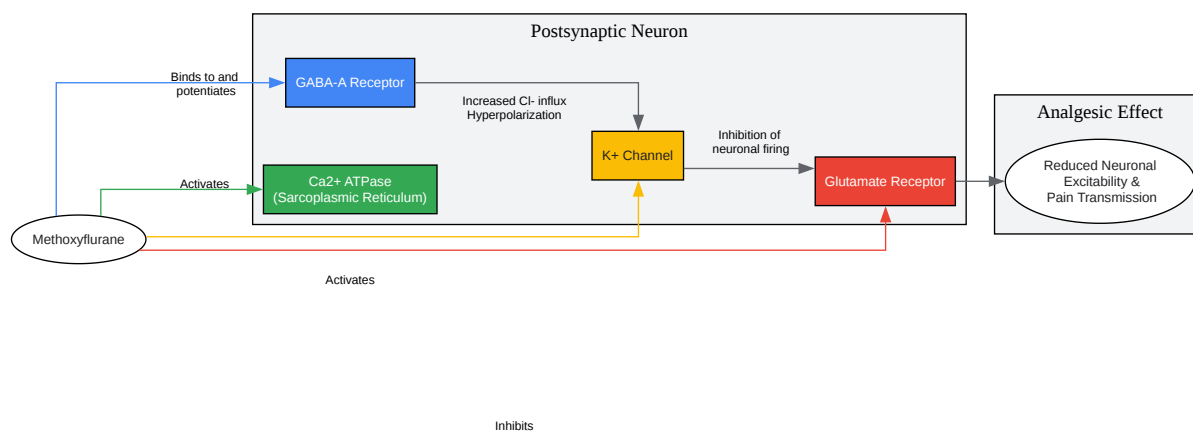 Postsynaptic Neuron
Binds to and
potentiates
GABA-A Receptor
Increased Cl- influx
Hyperpolarization
K+ Channel
Inhibition of
neuronal firing
Analgesic Effect
Reduced Neuronal
Excitability &
Pain Transmission
Activates
Ca2+ ATPase
(Sarcoplasmic Reticulum)
Glutamate Receptor
Methoxyflurane
Activates
Inhibits